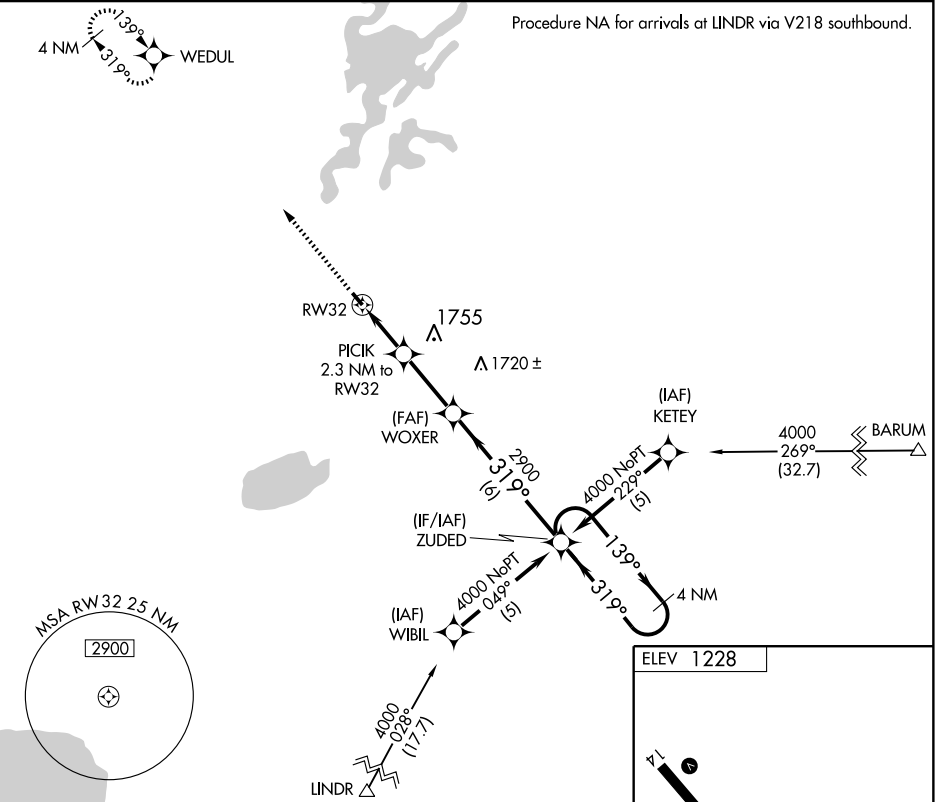 Procedure NA for arrivals at LINDR via V218 southbound.
139°
4 NM
319°
WEDUL
RW32
1755
PICIK
2.3 NM to
RW32
1720 ±
(FAF)
WOXER
(IAF)
KETEY
4000
269°
(32.7)
BARUM
2900
319°
(6)
4000 NoPT
229°
(5)
(IF/IAF)
ZUDED
139°
319°
4 NM
4000 NoPT
049°
(5)
(IAF)
WIBIL
MSA RW32 25 NM
2900
4000
028°
(17.7)
LINDR
ELEV 1228
14
V